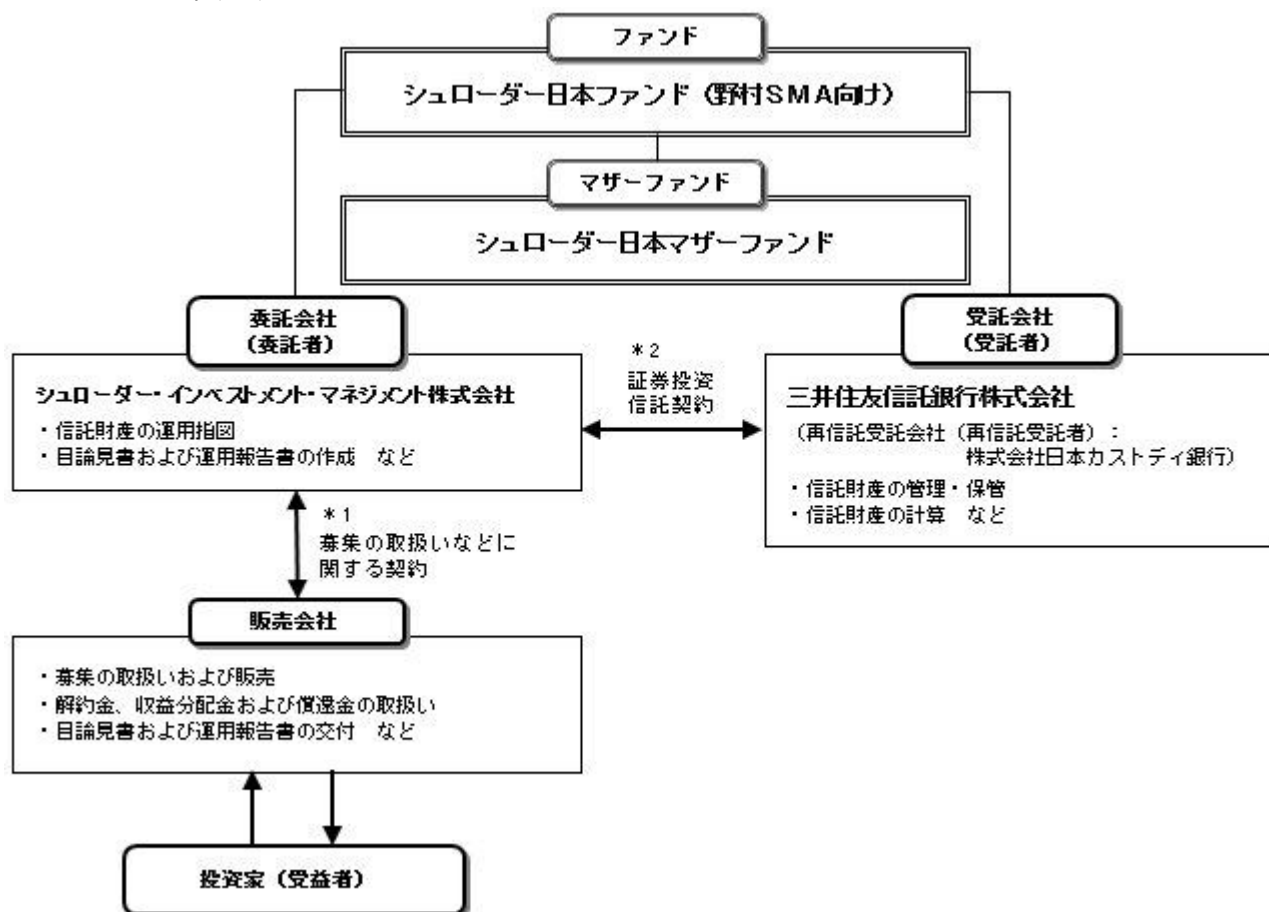 ファンド
シュローダー日本ファンド（野村SMA向け）
マザーファンド
シュローダー日本マザーファンド
委託会社
（委託者）
シュローダー・インベストメント・マネジメント株式会社
・信託財産の運用指図
・目論見書および運用報告書の作成　など
＊2
証券投資
信託契約
受託会社
（受託者）
三井住友信託銀行株式会社
（再信託受託会社（再信託受託者）：
株式会社日本カストディ銀行）
・信託財産の管理・保管
・信託財産の計算　など
＊1
募集の取扱いなどに
関する契約
販売会社
・募集の取扱いおよび販売
・解約金、収益分配金および償還金の取扱い
・目論見書および運用報告書の交付　など
投資家（受益者）